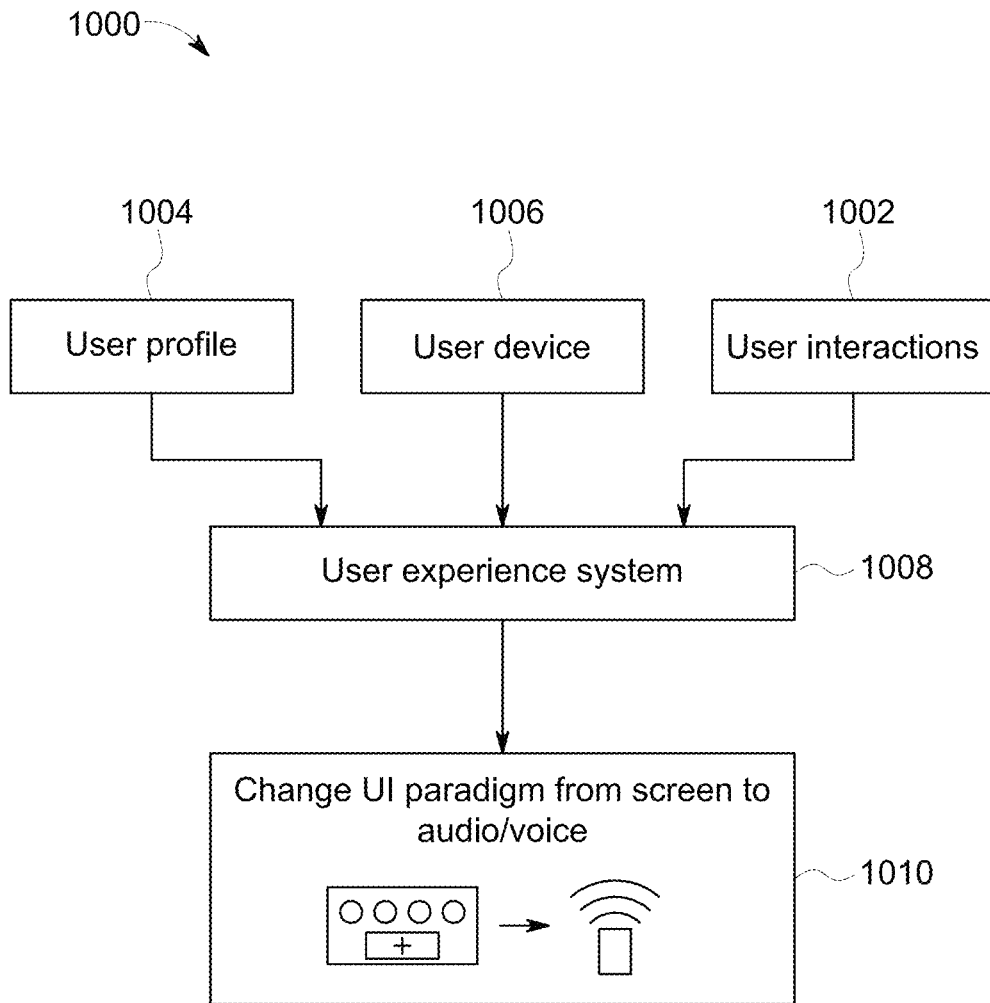 1000
1004
1006
1002
User profile
User device
User interactions
User experience system
1008
Change UI paradigm from screen to
audio/voice
1010
+